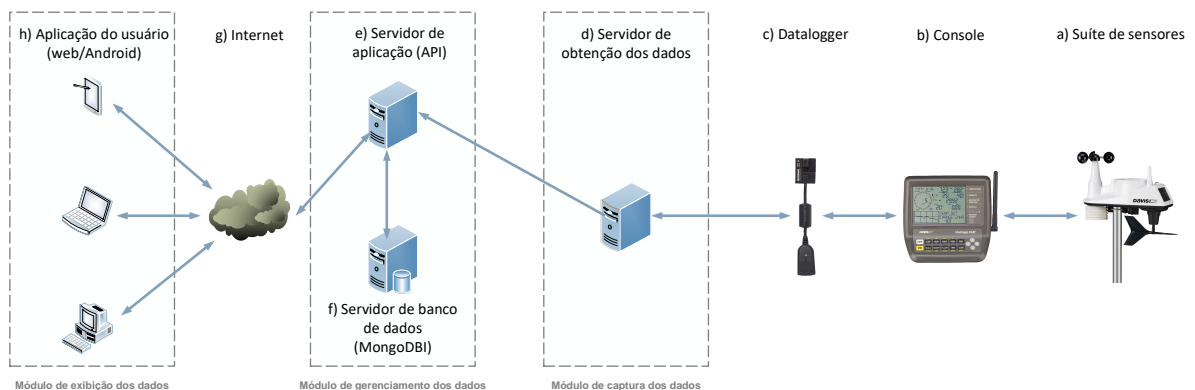 h) Aplicação do usuário
(web/Android)
g) Internet
e) Servidor de
aplicação (API)
d) Servidor de
obtenção dos dados
c) Datalogger
b) Console
a) Suíte de sensores
DAVIS
f) Servidor de banco
de dados
(MongoDBI)
Módulo de exibição dos dados
Módulo de gerenciamento dos dados
Módulo de captura dos dados